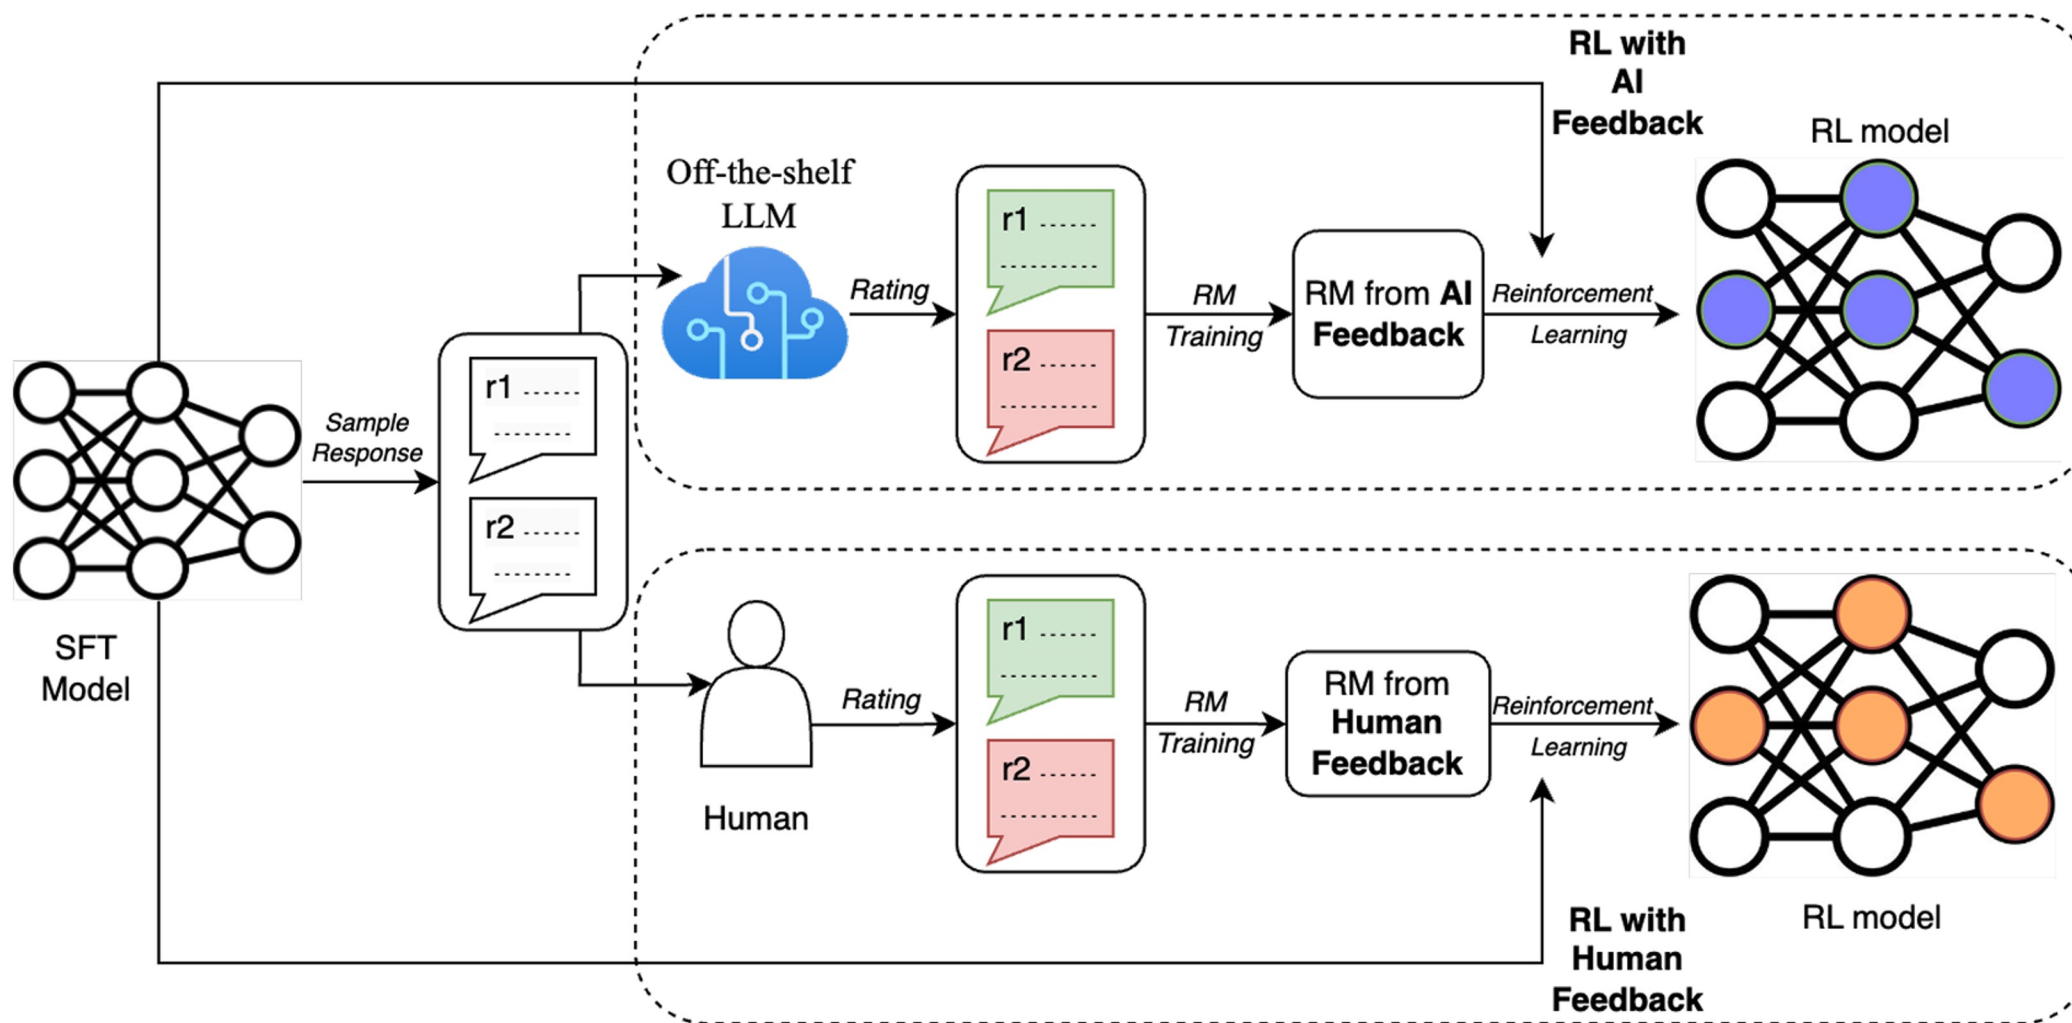 RL with
AI
Feedback
RL model
Off-the-shelf
LLM
r1 ......
..........
Rating
r2 ......
..........
RM
Training
RM from AI
Feedback
Reinforcement
Learning
Sample
Response
r1 ......
........
r2 ......
........
SFT
Model
Human
Rating
r1 ......
..........
r2 ......
..........
RM
Training
RM from
Human
Feedback
Reinforcement
Learning
RL model
RL with
Human
Feedback